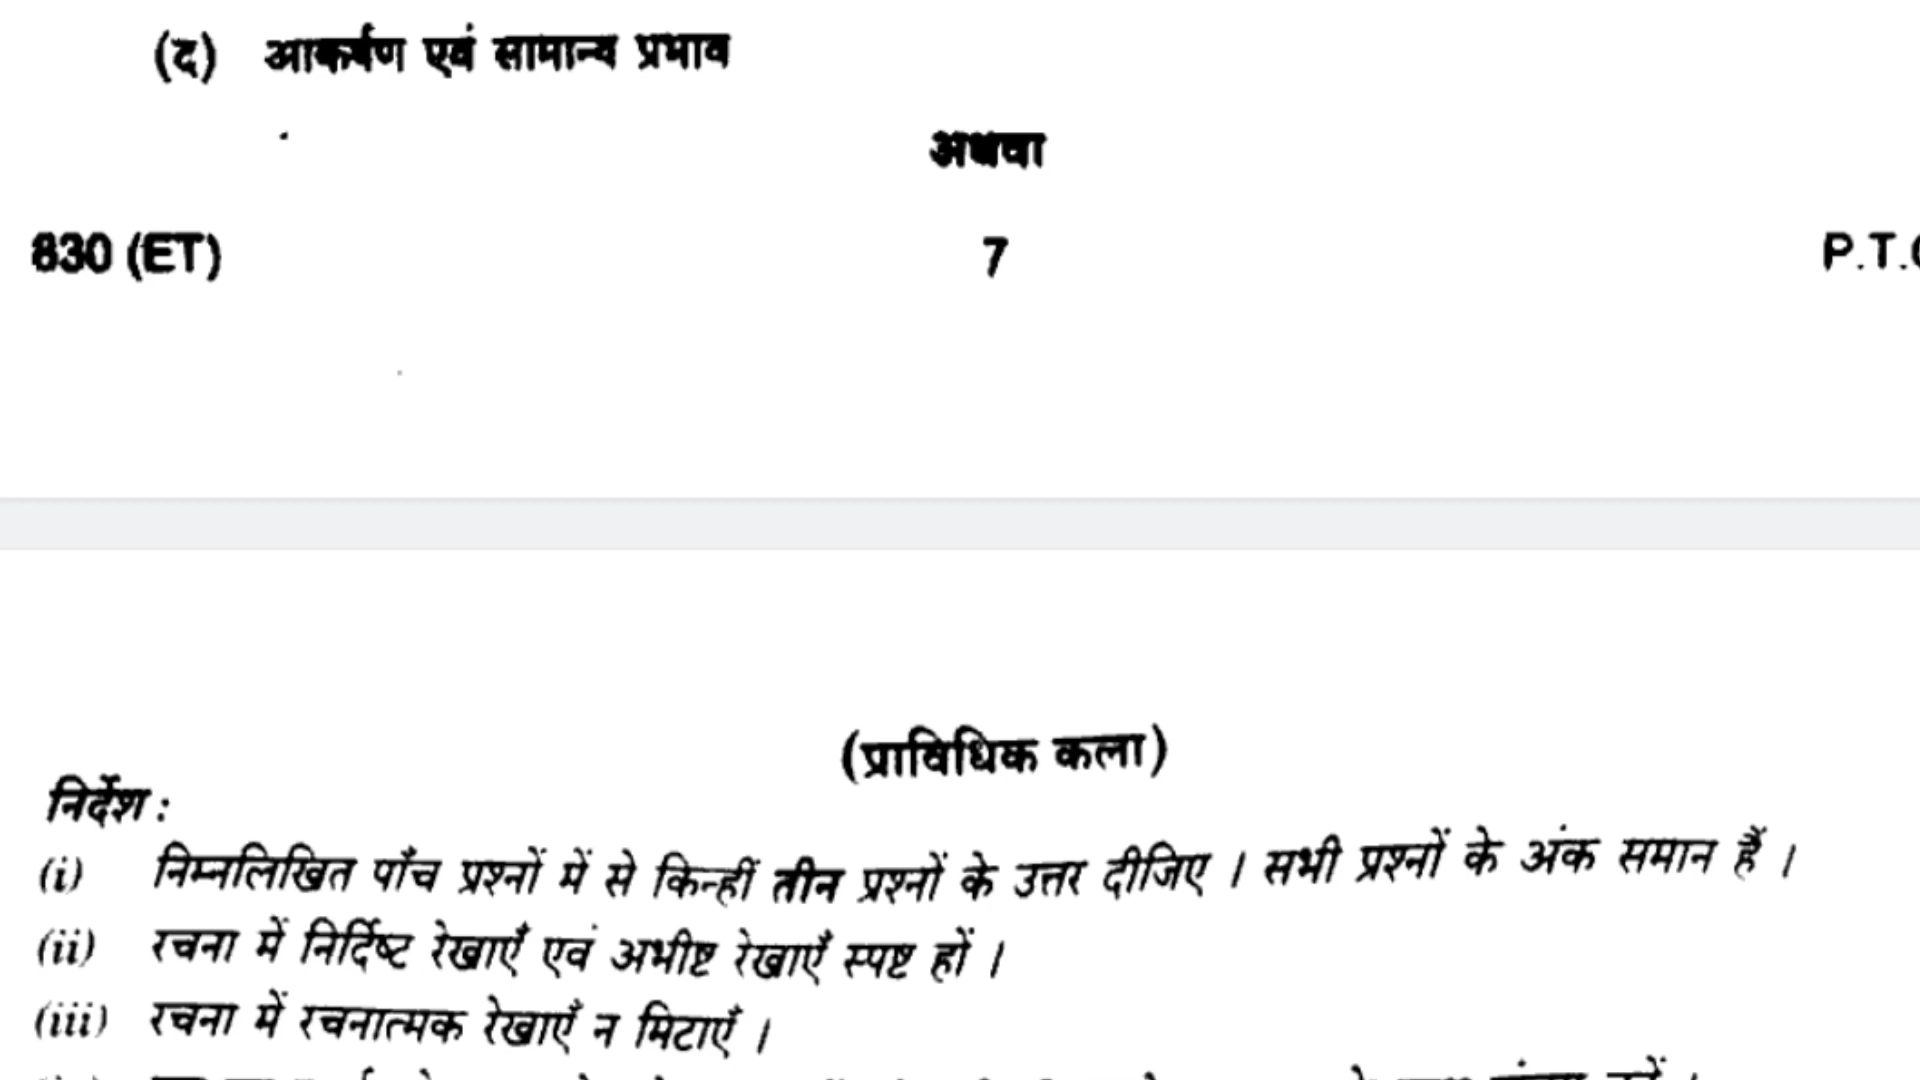 (द) आकर्षण एवं सामान्य प्रभाव
अथवा
830 (ET) 7 P.T.
(प्राविधिक कला)
निर्देश :
(i) निम्नलिखित पाँच प्रश्नों में से किन्हीं तीन प्रश्नों के उत्तर दीजिए । सभी प्रश्नों के अंक समान हैं ।
(ii) रचना में निर्दिष्ट रेखाएँ एवं अभीष्ट रेखाएँ स्पष्ट हों ।
(iii) रचना में रचनात्मक रेखाएँ न मिटाएँ ।